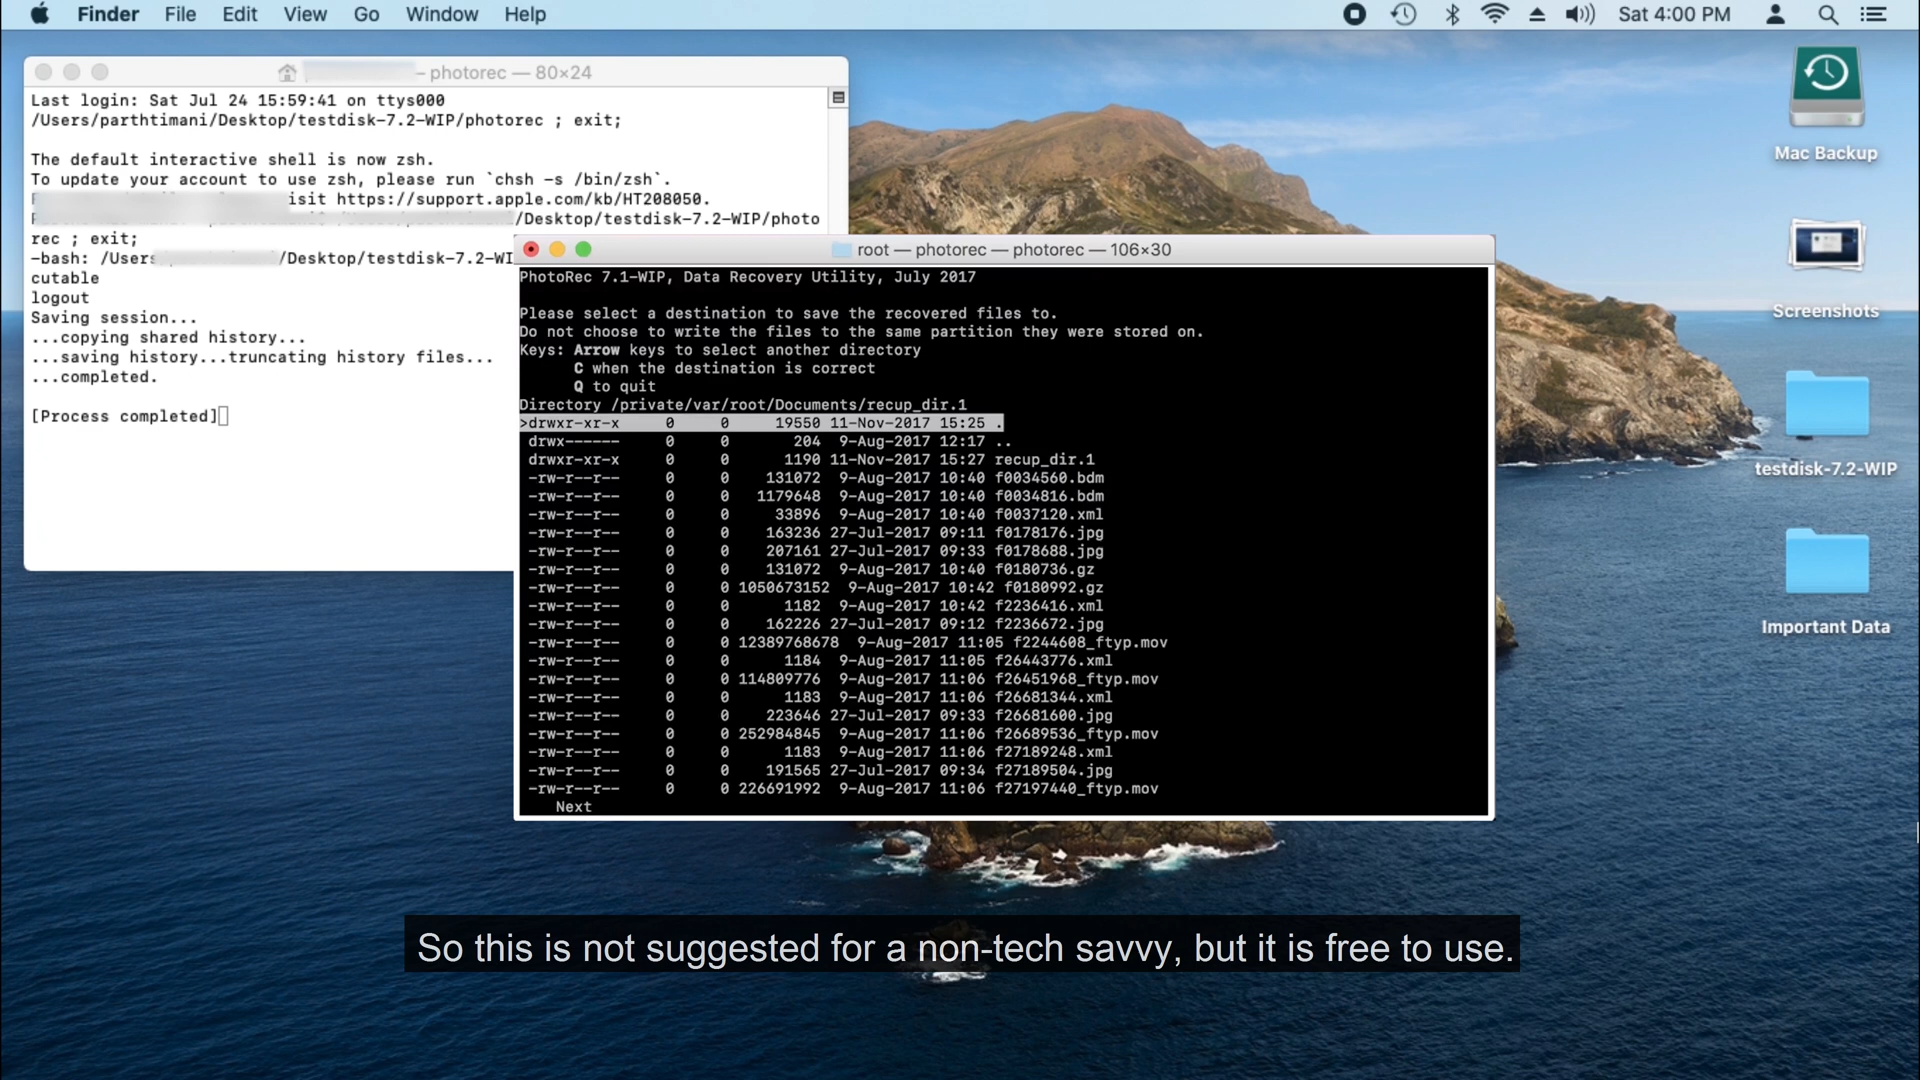 Finder File Edit View Go Window Help
Sat 4:00 PM
– photorec — 80×24
Last login: Sat Jul 24 15:59:41 on ttys000
/Users/parthtimani/Desktop/testdisk-7.2-WIP/photorec ; exit;
The default interactive shell is now zsh.
To update your account to use zsh, please run `chsh -s /bin/zsh`.
isit https://support.apple.com/kb/HT208050.
/Desktop/testdisk-7.2-WIP/photo
rec ; exit;
-bash: /Users /Desktop/testdisk-7.2-WI
cutable
logout
Saving session...
...copying shared history...
...saving history...truncating history files...
...completed.
[Process completed]
root — photorec — photorec — 106×30
PhotoRec 7.1-WIP, Data Recovery Utility, July 2017
Please select a destination to save the recovered files to.
Do not choose to write the files to the same partition they were stored on.
Keys: Arrow keys to select another directory
C when the destination is correct
Q to quit
Directory /private/var/root/Documents/recup_dir.1
>drwxr-xr-x 0 0 19550 11-Nov-2017 15:25 .
drwx------ 0 0 204 9-Aug-2017 12:17 ..
drwxr-xr-x 0 0 1190 11-Nov-2017 15:27 recup_dir.1
-rw-r--r-- 0 0 131072 9-Aug-2017 10:40 f0034560.bdm
-rw-r--r-- 0 0 1179648 9-Aug-2017 10:40 f0034816.bdm
-rw-r--r-- 0 0 33896 9-Aug-2017 10:40 f0037120.xml
-rw-r--r-- 0 0 163236 27-Jul-2017 09:11 f0178176.jpg
-rw-r--r-- 0 0 207161 27-Jul-2017 09:33 f0178688.jpg
-rw-r--r-- 0 0 131072 9-Aug-2017 10:40 f0180736.gz
-rw-r--r-- 0 0 1050673152 9-Aug-2017 10:42 f0180992.gz
-rw-r--r-- 0 0 1182 9-Aug-2017 10:42 f2236416.xml
-rw-r--r-- 0 0 162226 27-Jul-2017 09:12 f2236672.jpg
-rw-r--r-- 0 0 12389768678 9-Aug-2017 11:05 f2244608_ftyp.mov
-rw-r--r-- 0 0 1184 9-Aug-2017 11:05 f26443776.xml
-rw-r--r-- 0 0 114809776 9-Aug-2017 11:06 f26451968_ftyp.mov
-rw-r--r-- 0 0 1183 9-Aug-2017 11:06 f26681344.xml
-rw-r--r-- 0 0 223646 27-Jul-2017 09:33 f26681600.jpg
-rw-r--r-- 0 0 252984845 9-Aug-2017 11:06 f26689536_ftyp.mov
-rw-r--r-- 0 0 1183 9-Aug-2017 11:06 f27189248.xml
-rw-r--r-- 0 0 191565 27-Jul-2017 09:34 f27189504.jpg
-rw-r--r-- 0 0 226691992 9-Aug-2017 11:06 f27197440_ftyp.mov
Next
Mac Backup
Screenshots
testdisk-7.2-WIP
Important Data
So this is not suggested for a non-tech savvy, but it is free to use.